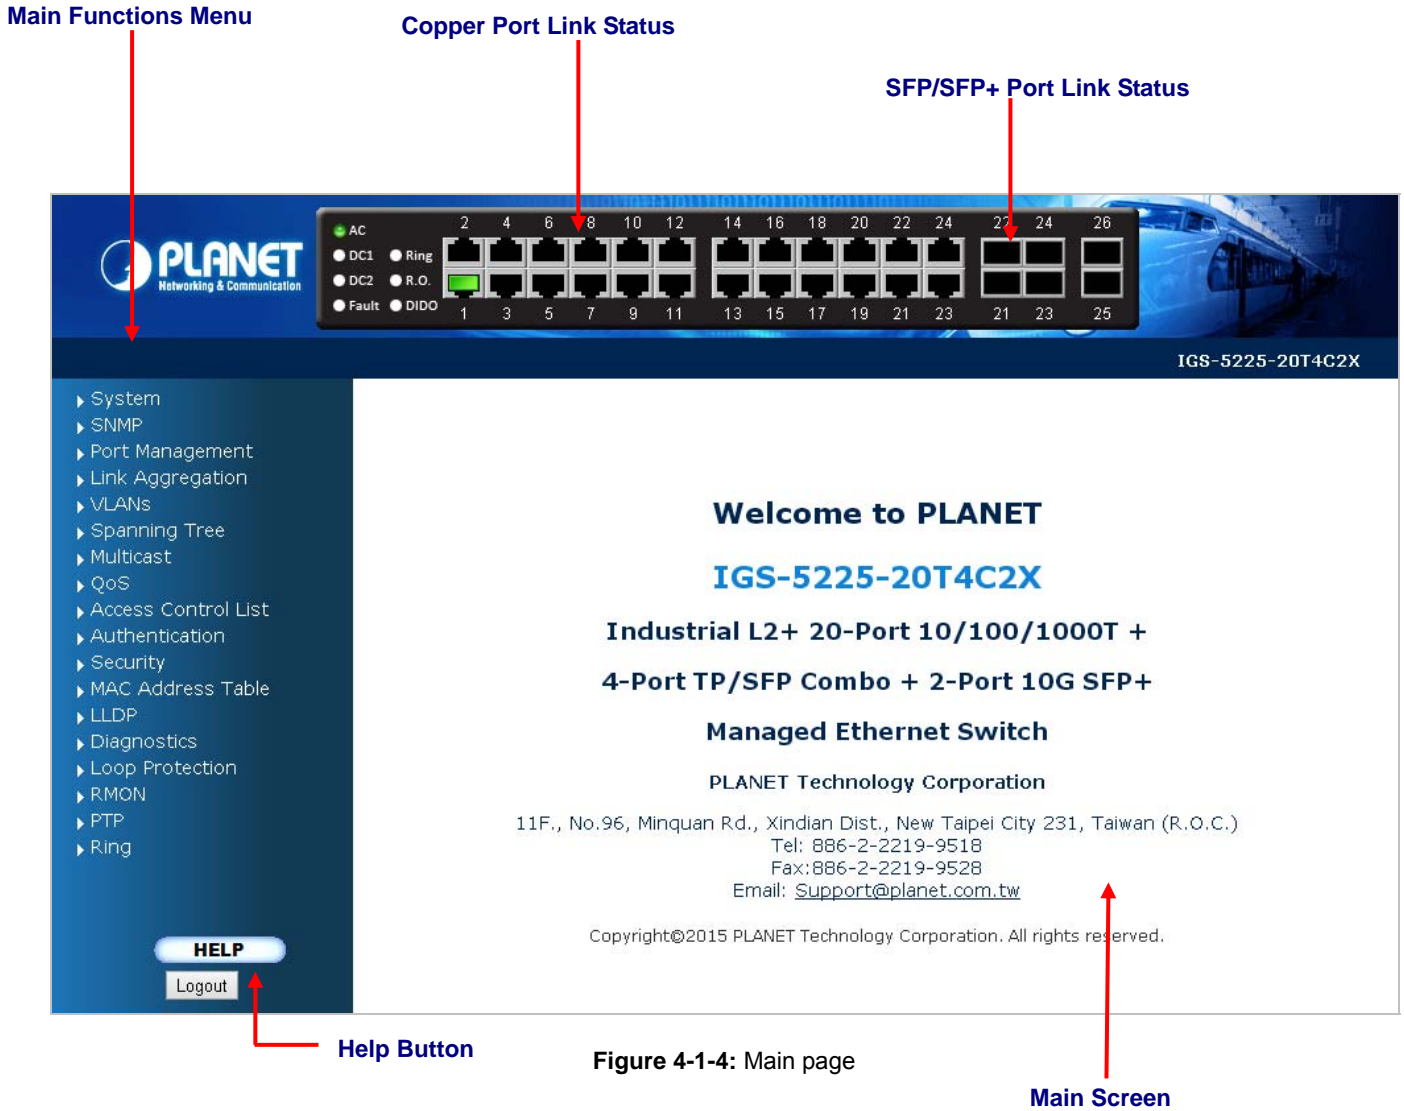 Main Functions Menu
Copper Port Link Status
SFP/SFP+ Port Link Status
PLANET
Networking & Communication
AC
DC1 Ring
DC2 R.O.
Fault DIDO
2 4 6 8 10 12 14 16 18 20 22 24 22 24 26
1 3 5 7 9 11 13 15 17 19 21 23 21 23 25
IGS-5225-20T4C2X
System
SNMP
Port Management
Link Aggregation
VLANs
Spanning Tree
Multicast
QoS
Access Control List
Authentication
Security
MAC Address Table
LLDP
Diagnostics
Loop Protection
RMON
PTP
Ring
HELP
Logout
Welcome to PLANET
IGS-5225-20T4C2X
Industrial L2+ 20-Port 10/100/1000T +
4-Port TP/SFP Combo + 2-Port 10G SFP+
Managed Ethernet Switch
PLANET Technology Corporation
11F., No.96, Minquan Rd., Xindian Dist., New Taipei City 231, Taiwan (R.O.C.)
Tel: 886-2-2219-9518
Fax:886-2-2219-9528
Email: Support@planet.com.tw
Copyright©2015 PLANET Technology Corporation. All rights reserved.
Help Button
Figure 4-1-4: Main page
Main Screen